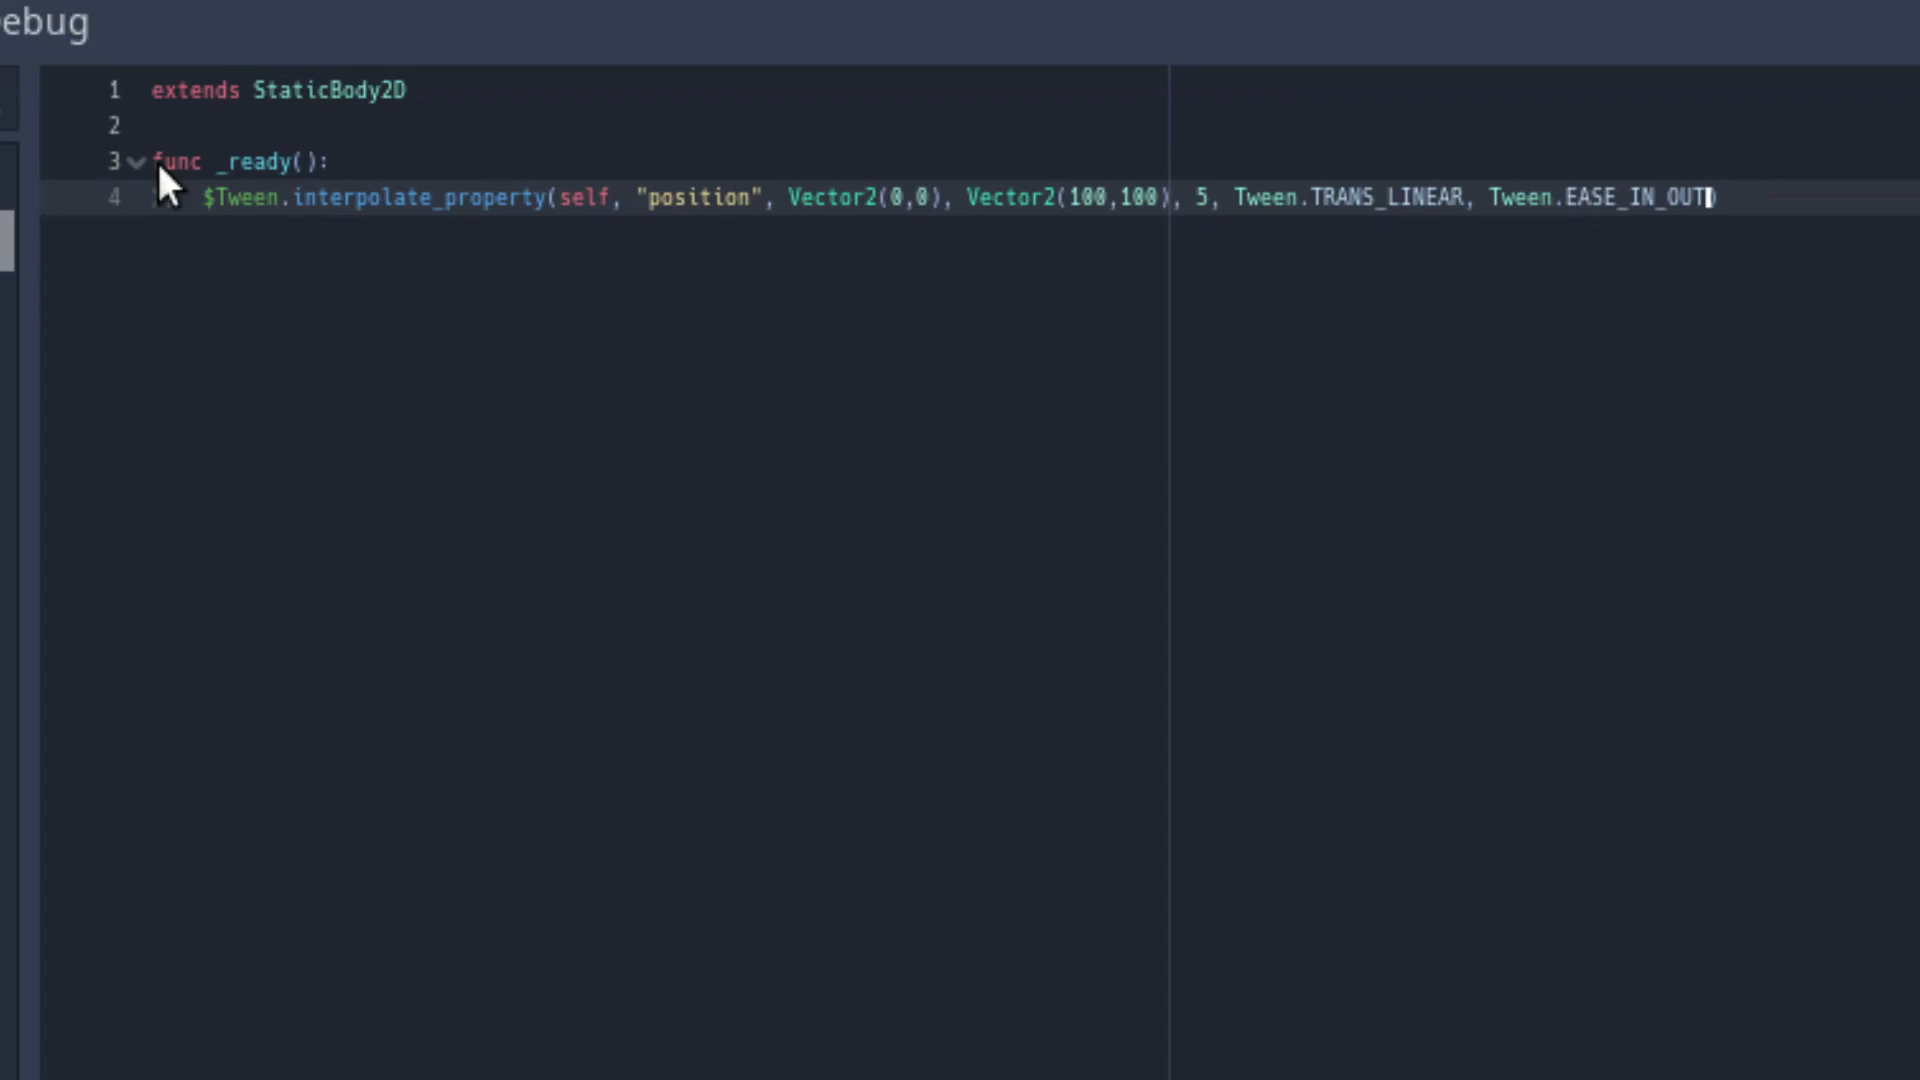 ebug
1 extends StaticBody2D
2
3 func _ready():
4 $Tween.interpolate_property(self, "position", Vector2(0,0), Vector2(100,100), 5, Tween.TRANS_LINEAR, Tween.EASE_IN_OUT)